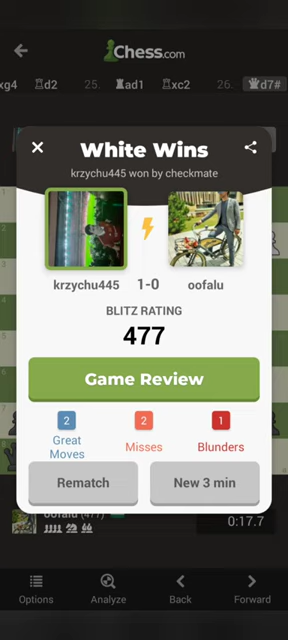 Chess.com
xg4 d2 25. ad1 xc2 26. d7#
White Wins
krzychu445 won by checkmate
krzychu445 1-0 oofalu
BLITZ RATING
477
Game Review
2 2 1
Great Moves Misses Blunders
Rematch New 3 min
oofalu (477)
0:17.7
Options Analyze Back Forward